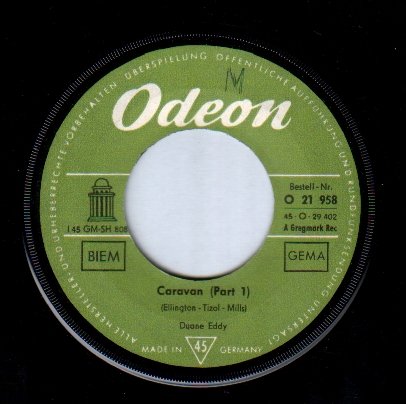 ALLE HERSTELLER- UND URHEBERRECHTE VORBEHALTEN ÜBERSPIELUNG ÖFFENTLICHE AUFFÜHRUNG UND RUNDFUNKSENDUNG UNTERSAGT
M
Odeon
Bestell-Nr.
O 21 958
45-O-29 402
A Gregmark Rec
I 45 GM-SH 808
BIEM
GEMA
Caravan (Part 1)
(Ellington-Tizol-Mills)
Duane Eddy
MADE IN 45 GERMANY